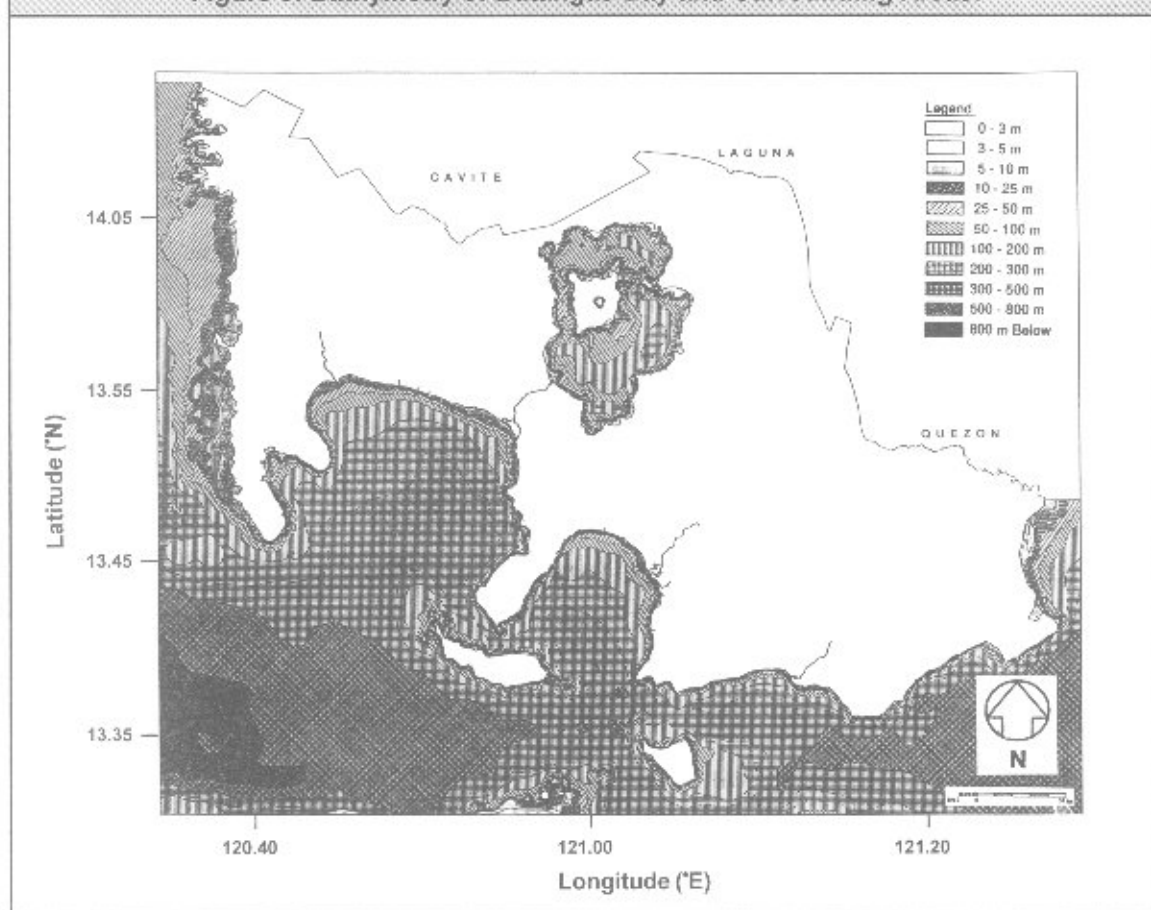 Legend
0 - 3 m
3 - 5 m
5 - 10 m
10 - 25 m
25 - 50 m
50 - 100 m
100 - 200 m
200 - 300 m
300 - 500 m
500 - 800 m
800 m Below
LAGUNA
CAVITE
14.05
13.55
QUEZON
Latitude (°N)
13.45
13.35
N
120.40
121.00
121.20
Longitude (°E)